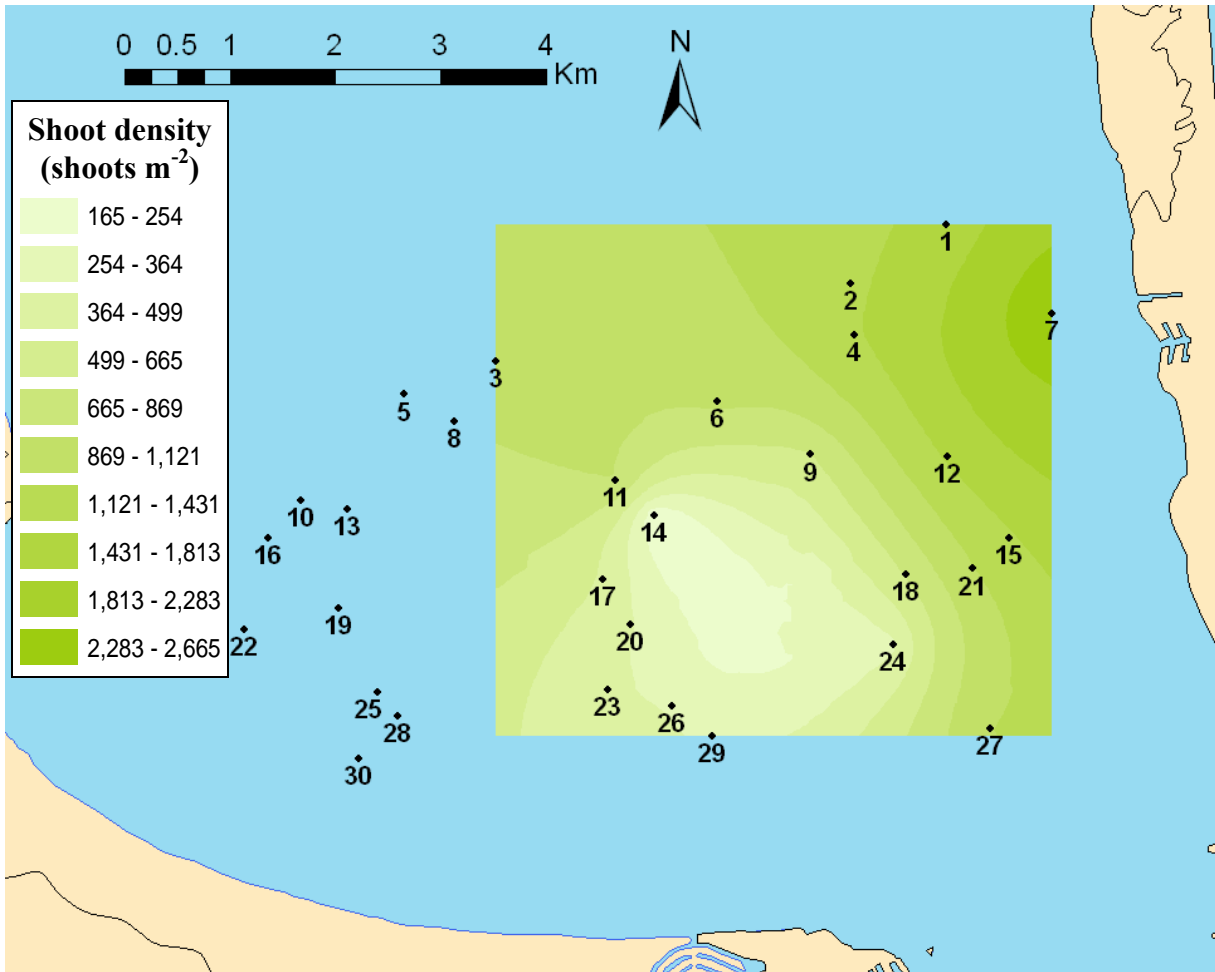 0 0.5 1 2 3 4
Km
N
Shoot density
(shoots m-2)
165 - 254
254 - 364
364 - 499
499 - 665
665 - 869
869 - 1,121
1,121 - 1,431
1,431 - 1,813
1,813 - 2,283
2,283 - 2,665
1
2
7
4
3
5
6
8
9
12
11
10
13
14
16
15
21
18
17
19
20
22
24
25
23
26
28
27
29
30